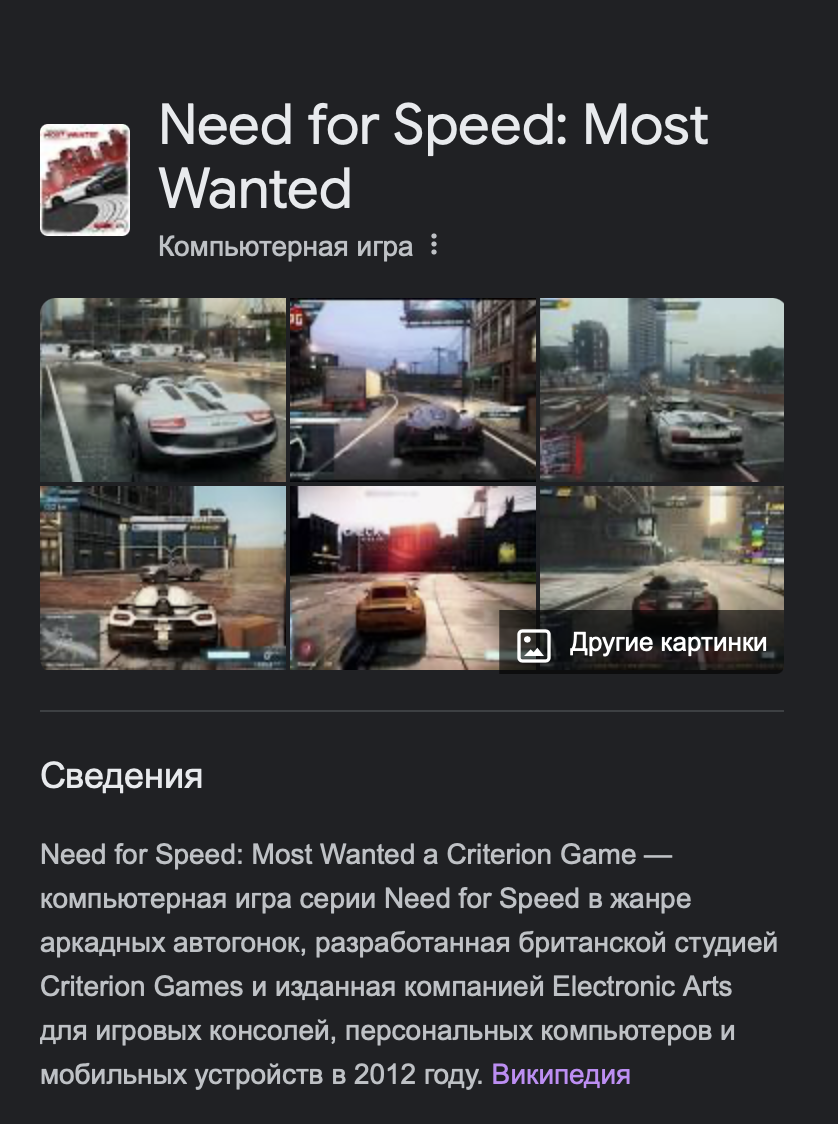 Need for Speed: Most
Wanted
Компьютерная игра
MOST WANTED
Другие картинки
Сведения
Need for Speed: Most Wanted a Criterion Game —
компьютерная игра серии Need for Speed в жанре
аркадных автогонок, разработанная британской студией
Criterion Games и изданная компанией Electronic Arts
для игровых консолей, персональных компьютеров и
мобильных устройств в 2012 году. Википедия